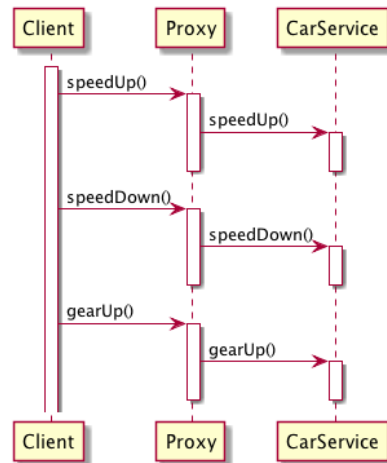 Client Proxy CarService
speedUp()
speedUp()
speedDown()
speedDown()
gearUp()
gearUp()
Client Proxy CarService